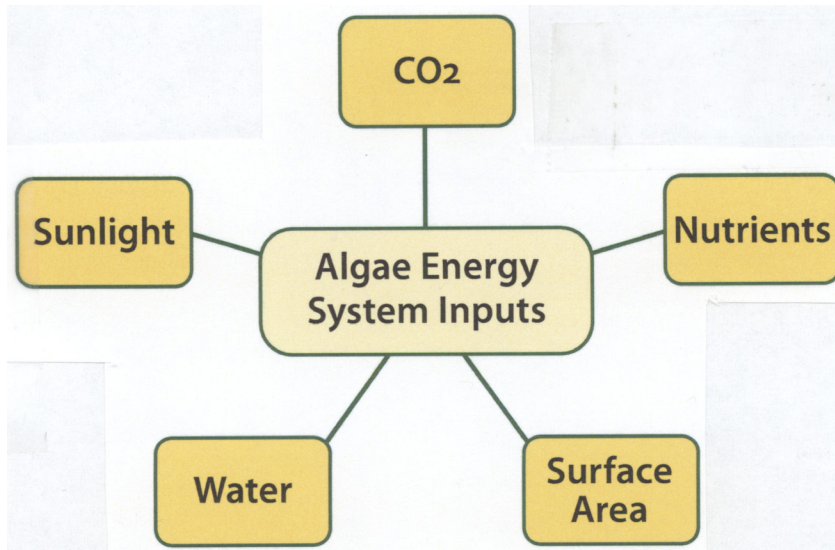 CO2
Sunlight
Nutrients
Algae Energy
System Inputs
Water
Surface
Area